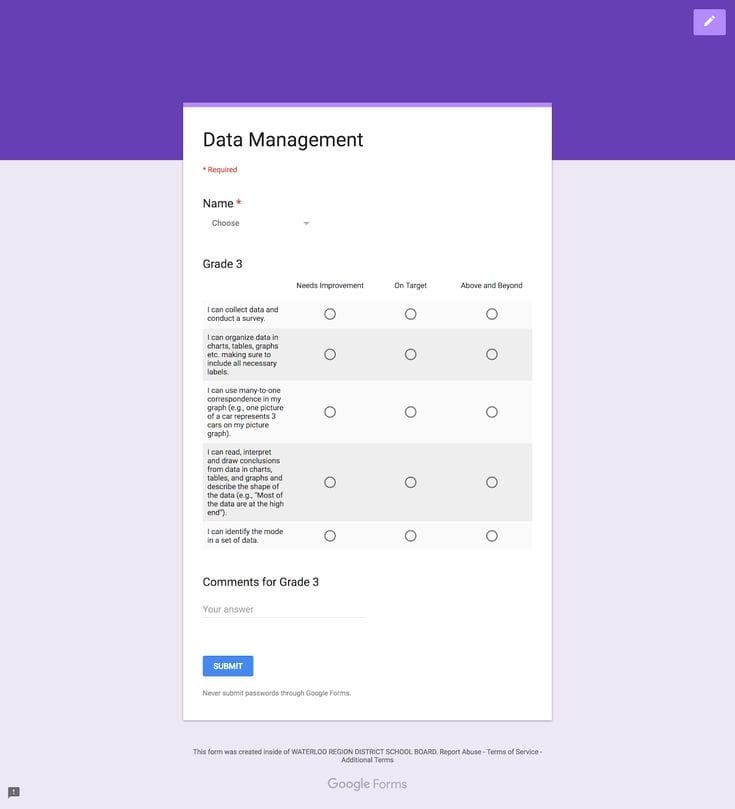 Data Management
* Required
Name *
Choose
Grade 3
Needs Improvement On Target Above and Beyond
I can collect data and
conduct a survey.
I can organize data in
charts, tables, graphs
etc. making sure to
include all necessary
labels.
I can use many-to-one
correspondence in my
graph (e.g., one picture
of a car represents 3
cars on my picture
graph).
I can read, interpret
and draw conclusions
from data in charts,
tables, and graphs and
describe the shape of
the data (e.g., "Most of
the data are at the high
end").
I can identify the mode
in a set of data.
Comments for Grade 3
Your answer
SUBMIT
Never submit passwords through Google Forms.
This form was created inside of WATERLOO REGION DISTRICT SCHOOL BOARD. Report Abuse - Terms of Service -
Additional Terms
Google Forms